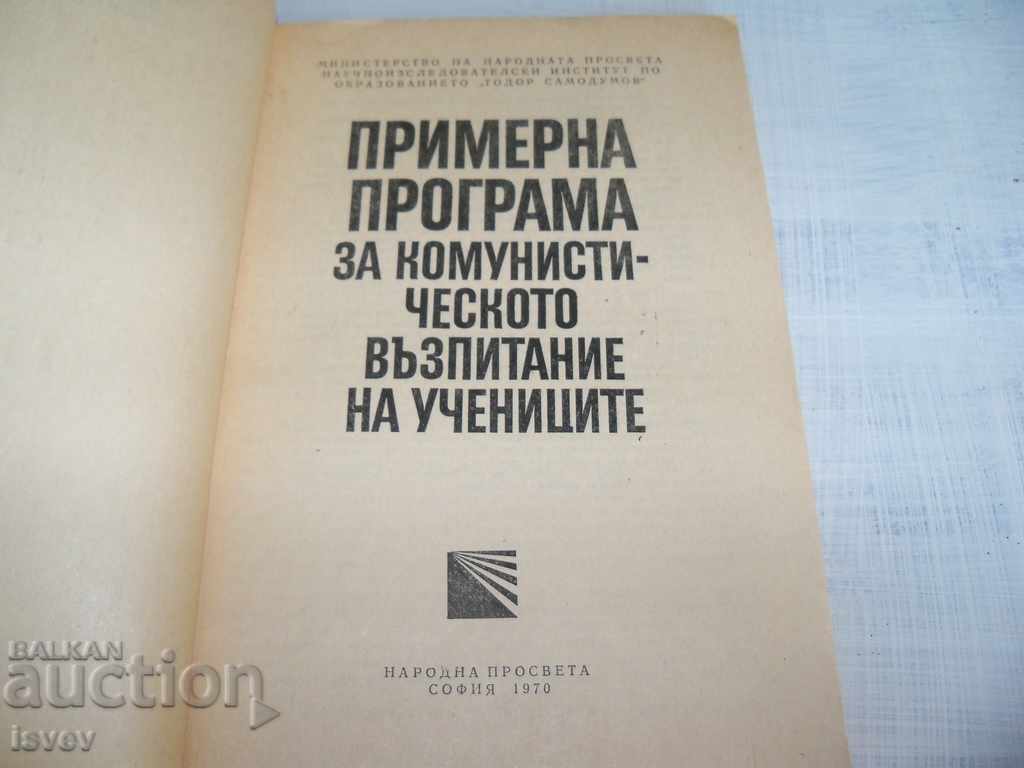 МИНИСТЕРСТВО НА НАРОДНАТА ПРОСВЕТА
НАУЧНОИЗСЛЕДОВАТЕЛСКИ ИНСТИТУТ ПО
ОБРАЗОВАНИЕТО „ТОДОР САМОДУМОВ"
ПРИМЕРНА
ПРОГРАМА
ЗА КОМУНИСТИ-
ЧЕСКОТО
ВЪЗПИТАНИЕ
НА УЧЕНИЦИТЕ
НАРОДНА ПРОСВЕТА
СОФИЯ 1970
BALKAN
auction
isvev